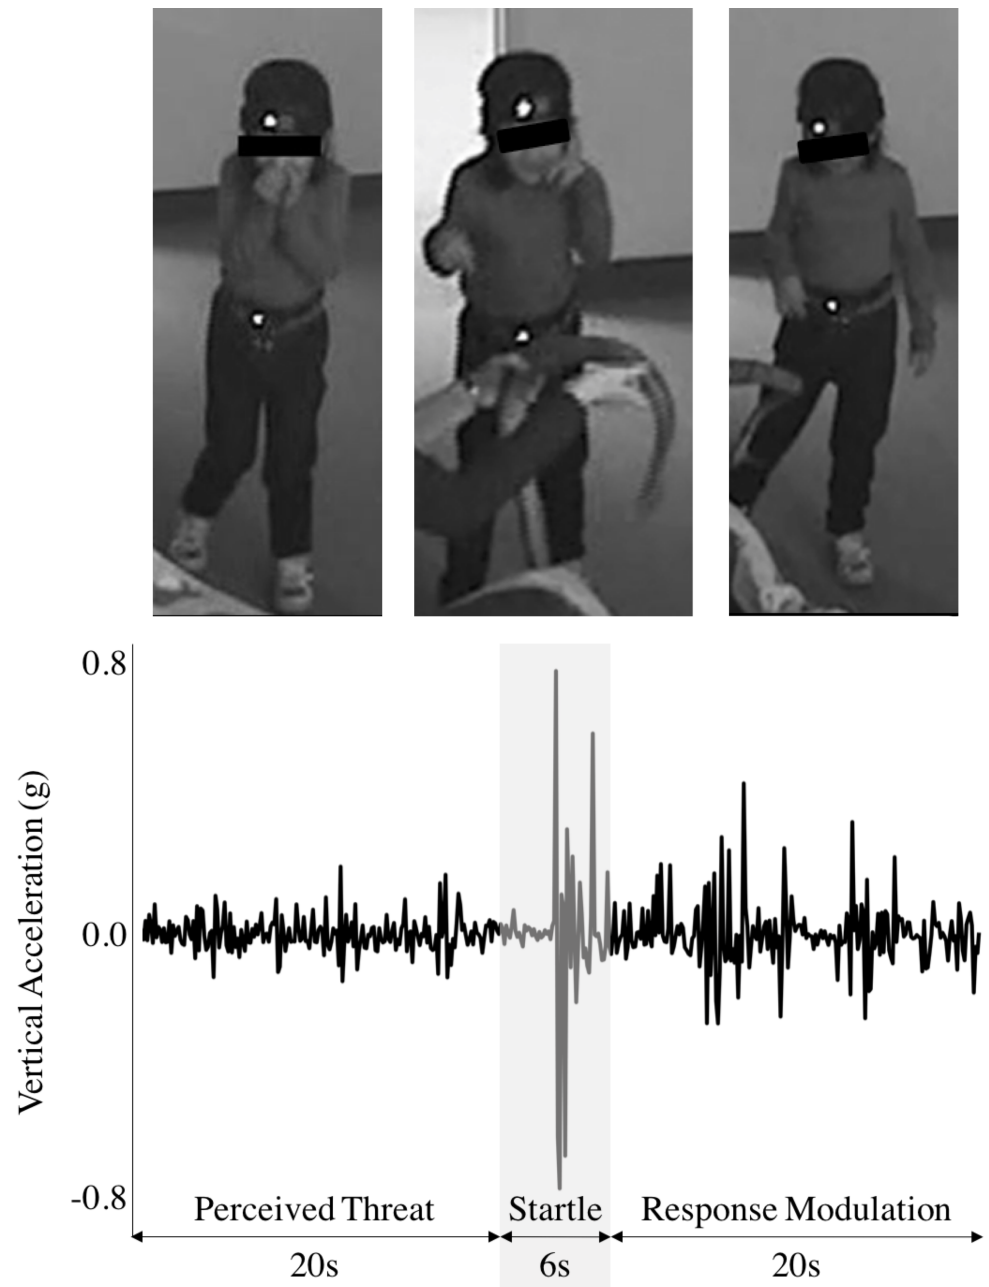 0.8
0.0
-0.8
Vertical Acceleration (g)
Perceived Threat
Startle
Response Modulation
20s
6s
20s